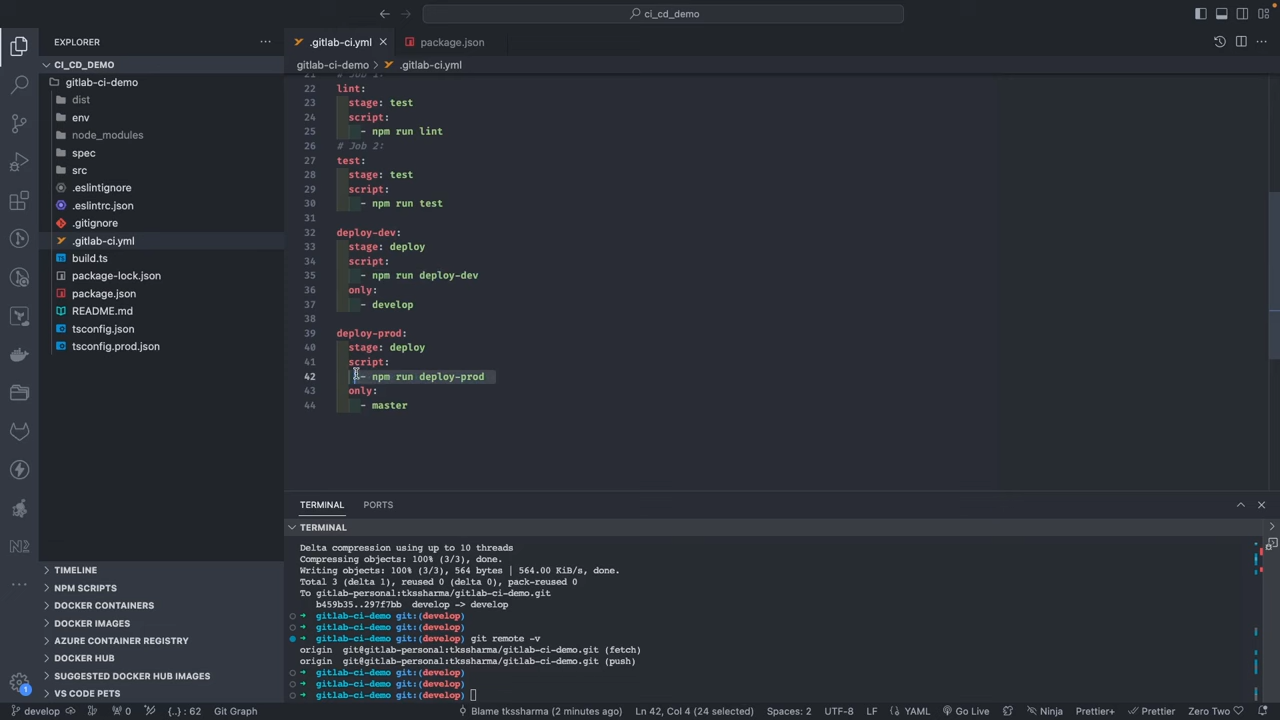 ci_cd_demo
EXPLORER
.gitlab-ci.yml
package.json
CI_CD_DEMO
gitlab-ci-demo > .gitlab-ci.yml
gitlab-ci-demo
dist
env
node_modules
spec
src
.eslintignore
.eslintrc.json
.gitignore
.gitlab-ci.yml
build.ts
package-lock.json
package.json
README.md
tsconfig.json
tsconfig.prod.json
21 # Job 1:
22 lint:
23 stage: test
24 script:
25 - npm run lint
26 # Job 2:
27 test:
28 stage: test
29 script:
30 - npm run test
31
32 deploy-dev:
33 stage: deploy
34 script:
35 - npm run deploy-dev
36 only:
37 - develop
38
39 deploy-prod:
40 stage: deploy
41 script:
42 - npm run deploy-prod
43 only:
44 - master
TIMELINE
NPM SCRIPTS
DOCKER CONTAINERS
DOCKER IMAGES
AZURE CONTAINER REGISTRY
DOCKER HUB
SUGGESTED DOCKER HUB IMAGES
VS CODE PETS
N2
1
TERMINAL PORTS
TERMINAL
Delta compression using up to 10 threads
Compressing objects: 100% (3/3), done.
Writing objects: 100% (3/3), 564 bytes | 564.00 KiB/s, done.
Total 3 (delta 1), reused 0 (delta 0), pack-reused 0
To gitlab-personal:tkssharma/gitlab-ci-demo.git
b459b35..297f7bb develop -> develop
➜ gitlab-ci-demo git:(develop)
➜ gitlab-ci-demo git:(develop)
➜ gitlab-ci-demo git:(develop) git remote -v
origin git@gitlab-personal:tkssharma/gitlab-ci-demo.git (fetch)
origin git@gitlab-personal:tkssharma/gitlab-ci-demo.git (push)
➜ gitlab-ci-demo git:(develop)
➜ gitlab-ci-demo git:(develop)
➜ gitlab-ci-demo git:(develop)
develop 0 {..} : 62 Git Graph Blame tkssharma (2 minutes ago) Ln 42, Col 4 (24 selected) Spaces: 2 UTF-8 LF YAML Go Live Ninja Prettier+ Prettier Zero Two